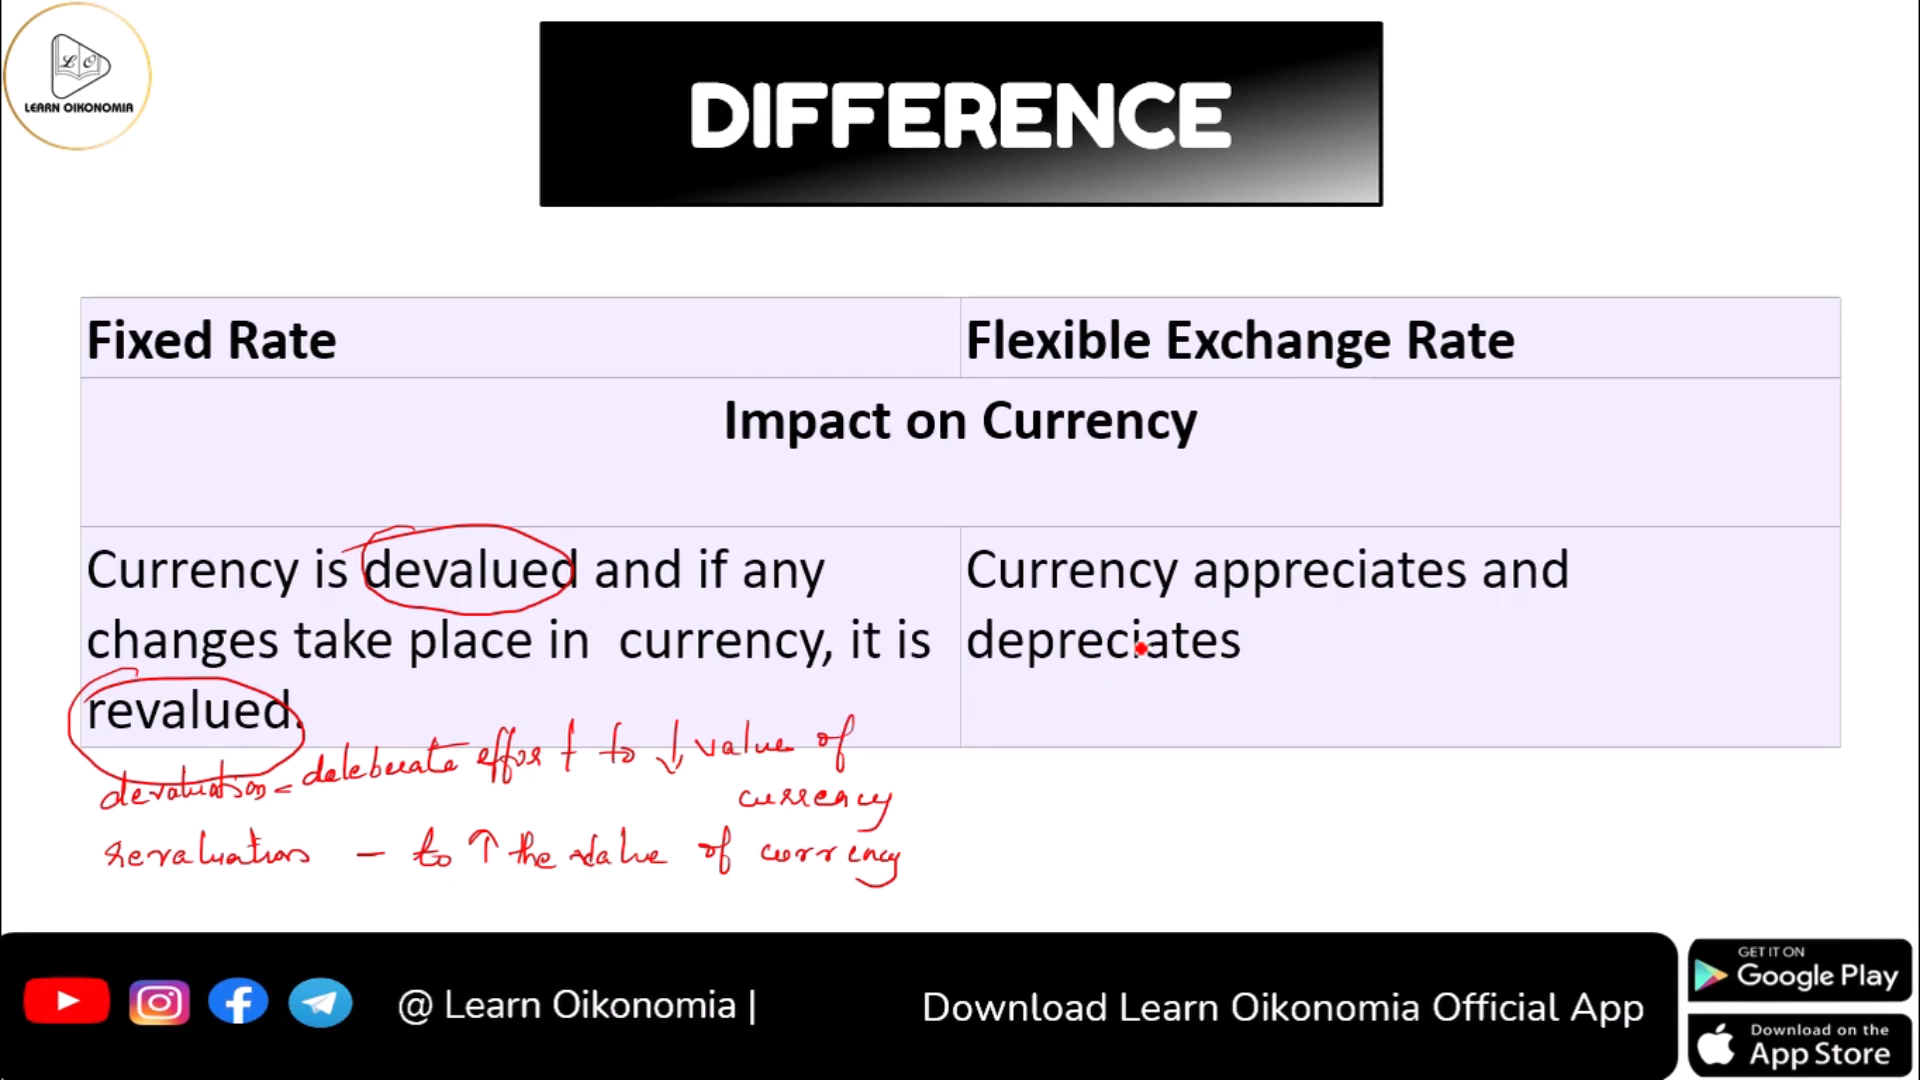 L O
LEARN OIKONOMIA
DIFFERENCE
Fixed Rate
Flexible Exchange Rate
Impact on Currency
Currency is devalued and if any
changes take place in currency, it is
revalued.
Currency appreciates and
depreciates
devaluation = deleberate effort to ↓ value of
currency
revaluation - to ↑ the value of currency
@ Learn Oikonomia |
Download Learn Oikonomia Official App
GET IT ON
Google Play
Download on the
App Store